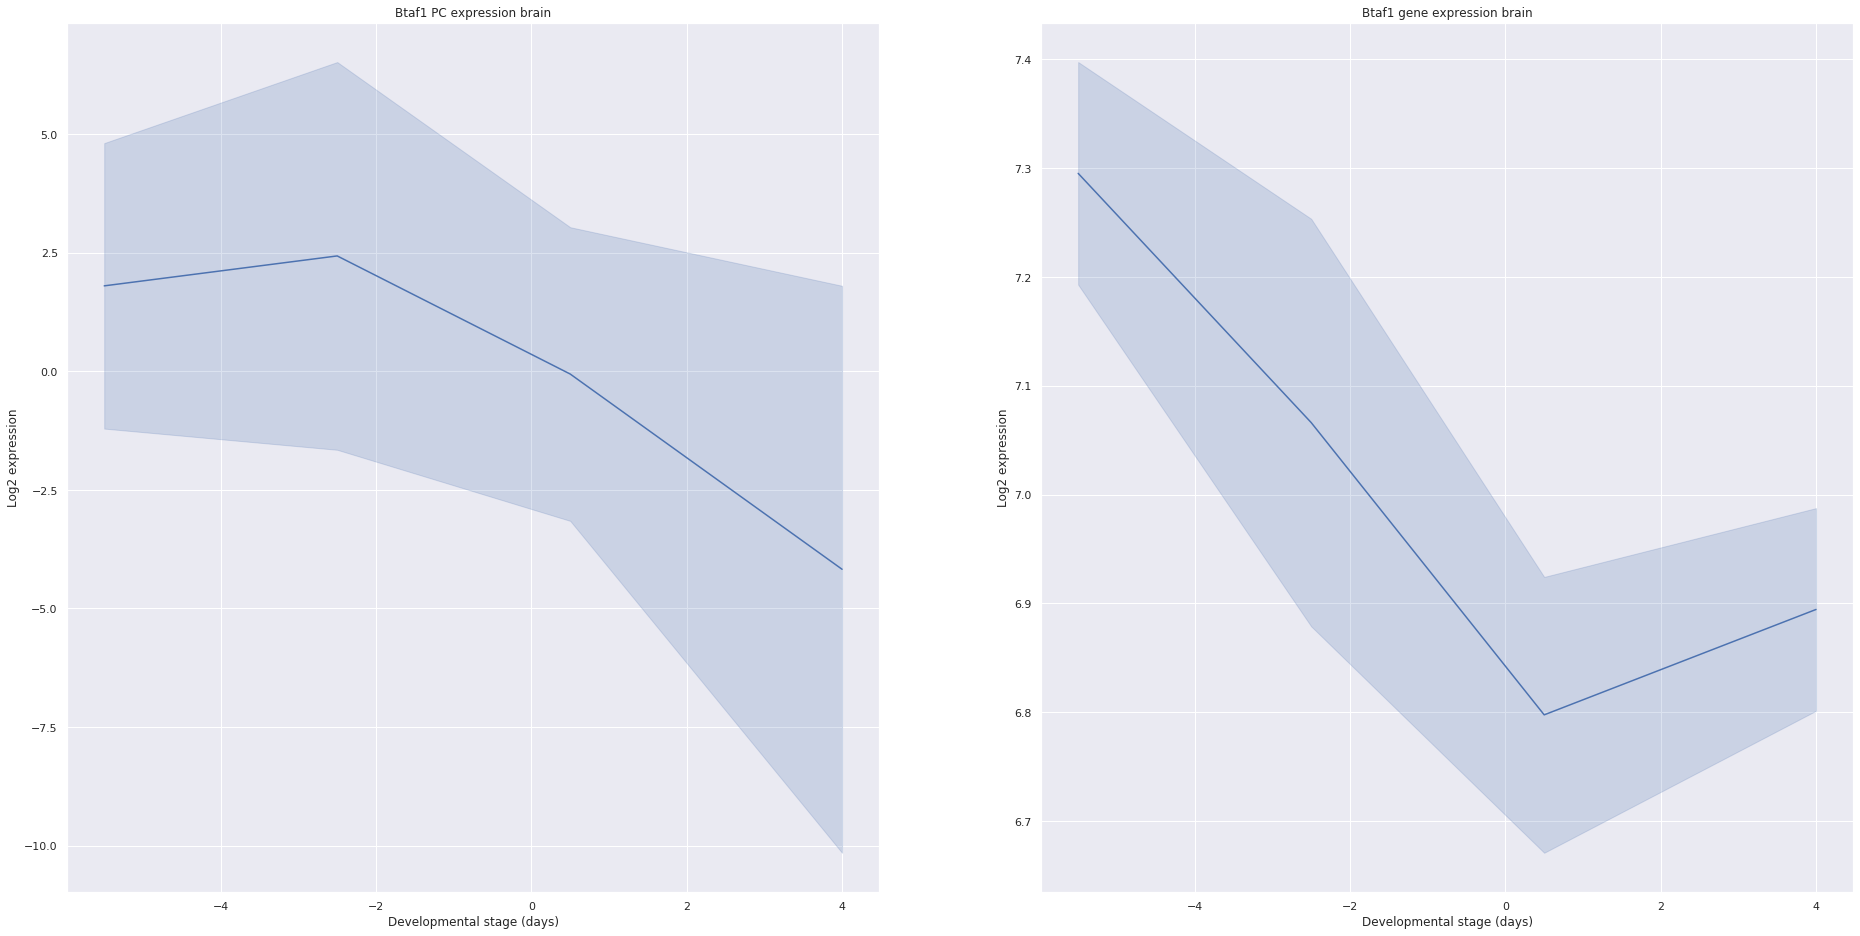 Btaf1 PC expression brain
Log2 expression
5.0
2.5
0.0
−2.5
−5.0
−7.5
−10.0
−4 −2 0 2 4
Developmental stage (days)
Btaf1 gene expression brain
Log2 expression
7.4
7.3
7.2
7.1
7.0
6.9
6.8
6.7
−4 −2 0 2 4
Developmental stage (days)